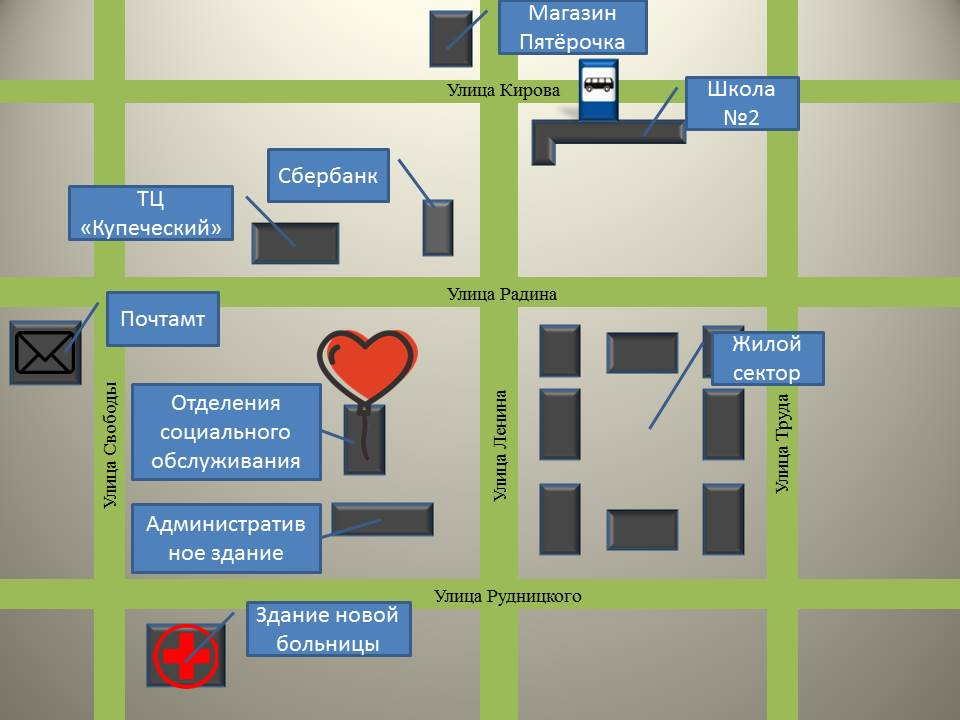 Магазин
Пятёрочка
Улица Кирова
Школа
№2
Сбербанк
ТЦ
«Купеческий»
Улица Радина
Почтамт
Жилой
сектор
Отделения
социального
обслуживания
Улица Свободы
Улица Ленина
Улица Труда
Административ
ное здание
Улица Рудницкого
Здание новой
больницы